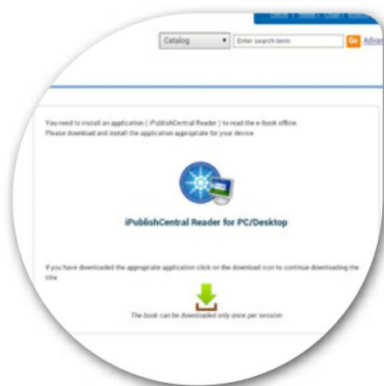 Catalog Enter search term Go Advan
You need to install an application ( iPublishCentral Reader ) to read the e-book offline.
Please download and install the application appropriate for your device
iPublishCentral Reader for PC/Desktop
If you have downloaded the appropriate application click on the download icon to continue downloading the
title
The book can be downloaded only once per session